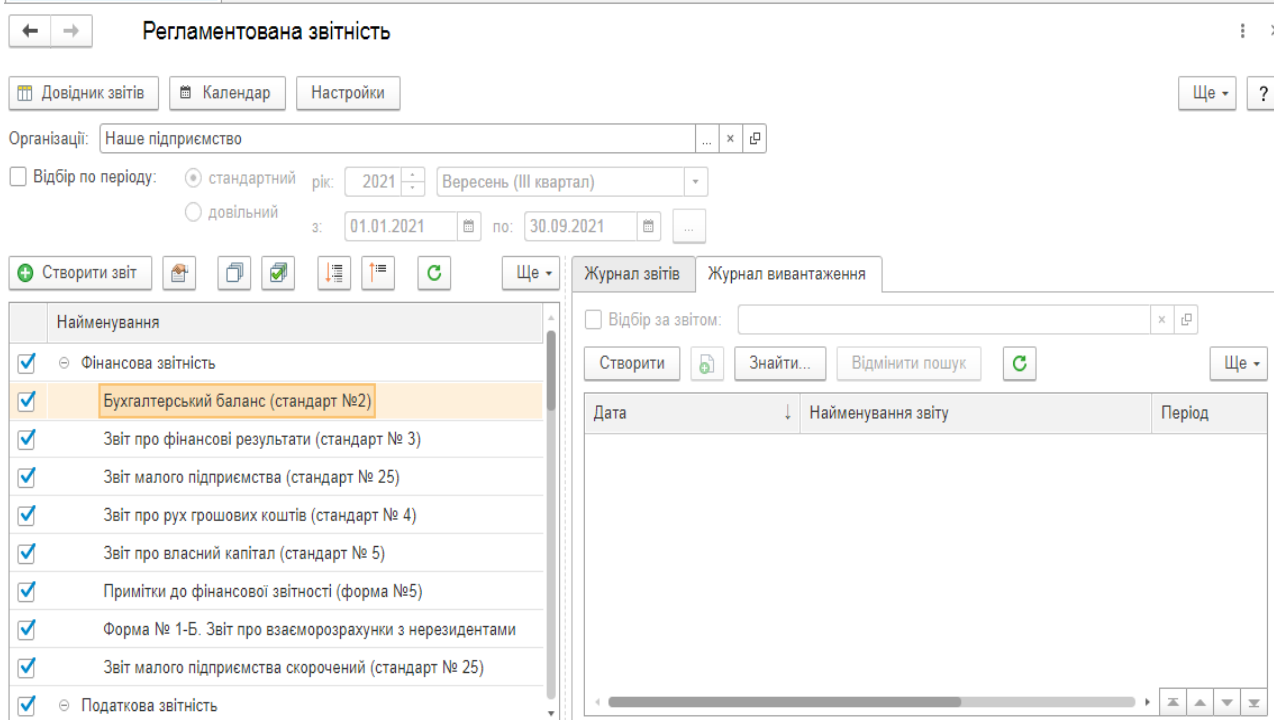 Регламентована звітність
Довідник звітів Календар Настройки Ще ?
Організації: Наше підприємство ...
Відбір по періоду: стандартний рік: 2021 Вересень (III квартал)
довільний з: 01.01.2021 по: 30.09.2021 ...
Створити звіт Ще
Найменування
Фінансова звітність
Бухгалтерський баланс (стандарт №2)
Звіт про фінансові результати (стандарт № 3)
Звіт малого підприємства (стандарт № 25)
Звіт про рух грошових коштів (стандарт № 4)
Звіт про власний капітал (стандарт № 5)
Примітки до фінансової звітності (форма №5)
Форма № 1-Б. Звіт про взаєморозрахунки з нерезидентами
Звіт малого підприємства скорочений (стандарт № 25)
Податкова звітність
Журнал звітів Журнал вивантаження
Відбір за звітом:
Створити Знайти... Відмінити пошук Ще
Дата Найменування звіту Період